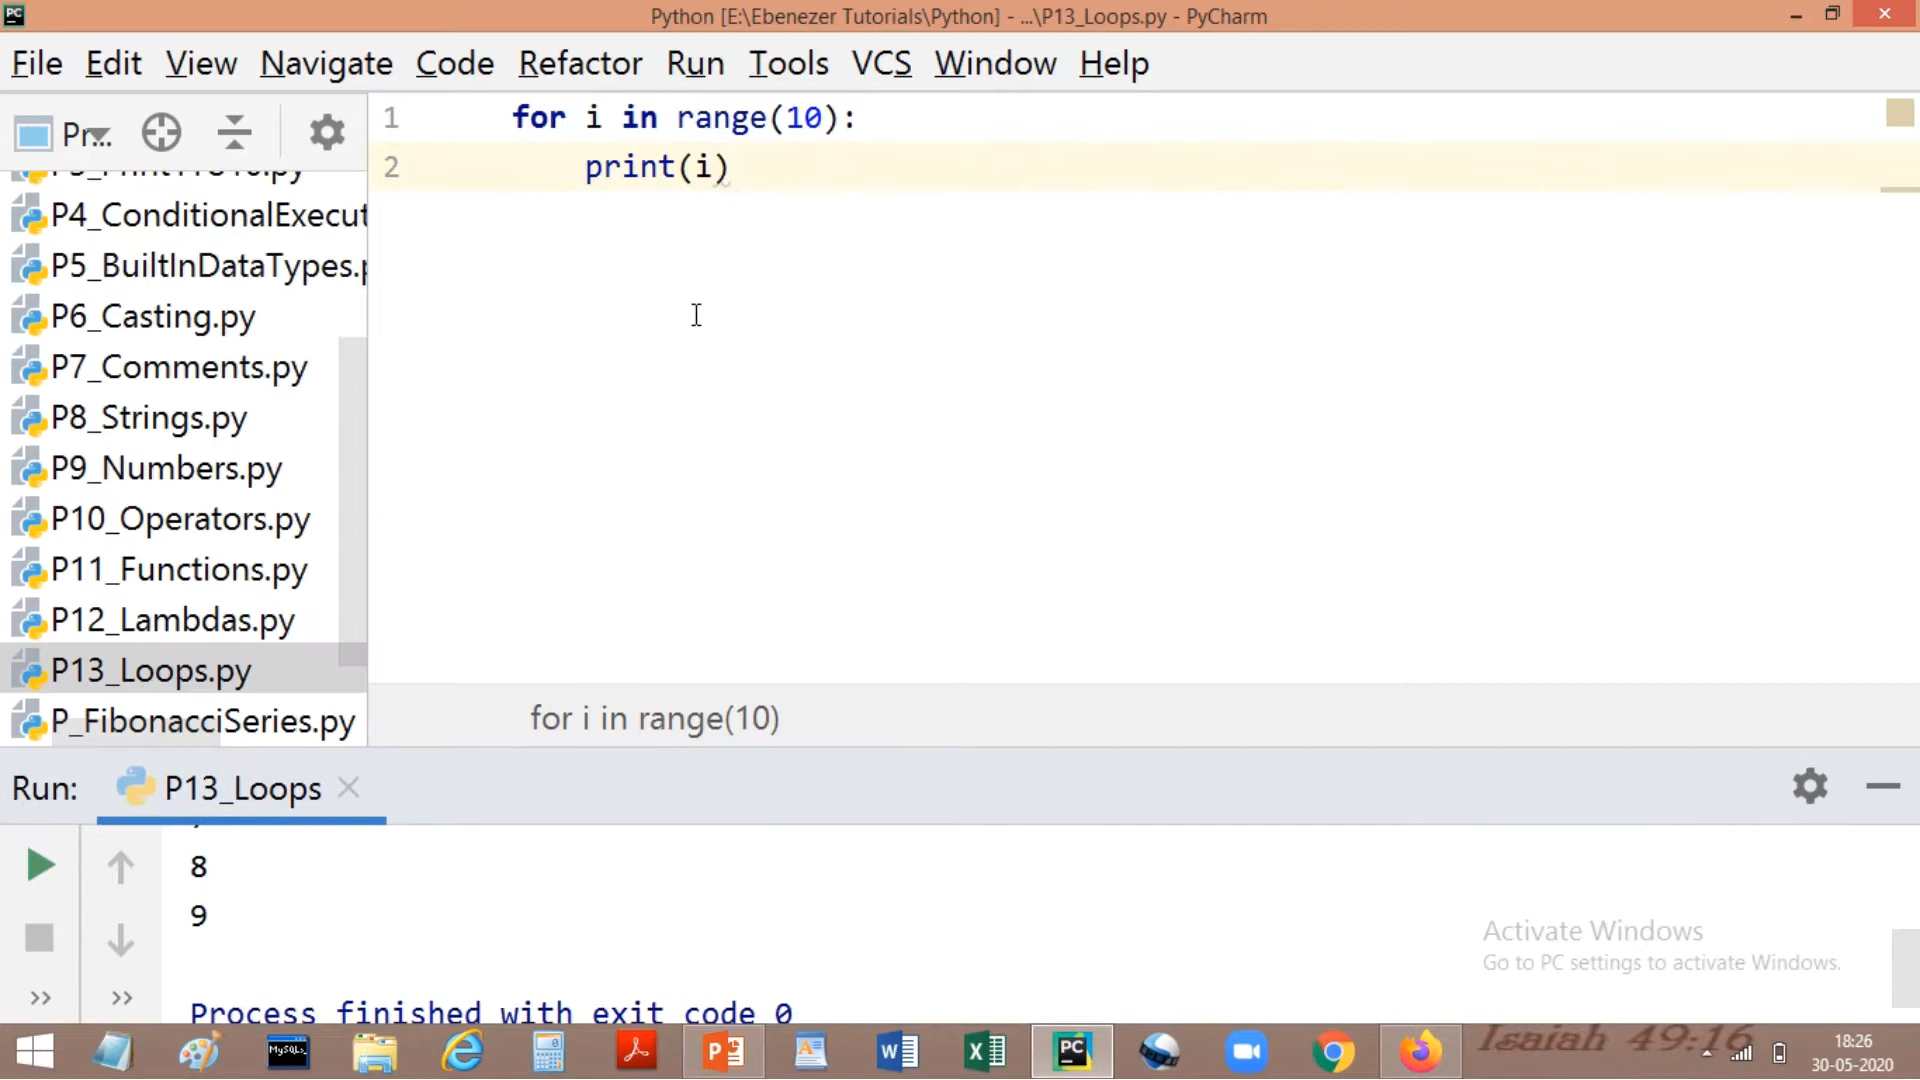 PC
Python [E:\Ebenezer Tutorials\Python] - ...\P13_Loops.py - PyCharm
File Edit View Navigate Code Refactor Run Tools VCS Window Help
Pr...
1 for i in range(10):
2 print(i)
P4_ConditionalExecut
P5_BuiltInDataTypes.p
P6_Casting.py
P7_Comments.py
P8_Strings.py
P9_Numbers.py
P10_Operators.py
P11_Functions.py
P12_Lambdas.py
P13_Loops.py
P_FibonacciSeries.py
for i in range(10)
Run: P13_Loops
8
9
Process finished with exit code 0
Activate Windows
Go to PC settings to activate Windows.
MySQL
P
W
X
PC
Isaiah 49:16
18:26
30-05-2020